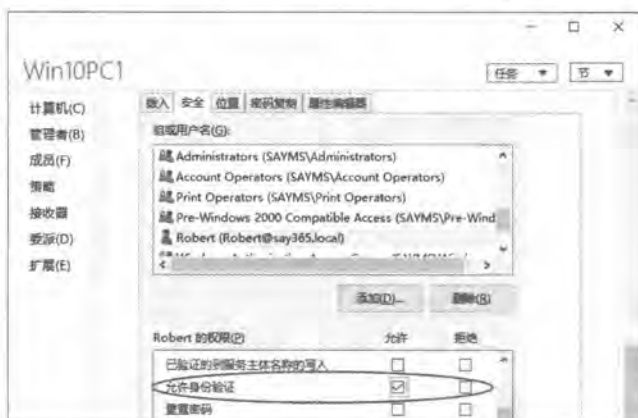 Win10PC1
任务
节
计算机(C)
管理者(B)
成员(F)
策略
接收器
委派(D)
扩展(E)
拨入 安全 位置 密码复制 属性编辑器
组或用户名(G):
Administrators (SAYMS\Administrators)
Account Operators (SAYMS\Account Operators)
Print Operators (SAYMS\Print Operators)
Pre-Windows 2000 Compatible Access (SAYMS\Pre-Wind
Robert (Robert@say365.local)
添加(D)... 删除(R)
Robert 的权限(P) 允许 拒绝
已验证的到服务主体名称的写入
允许身份验证
重置密码